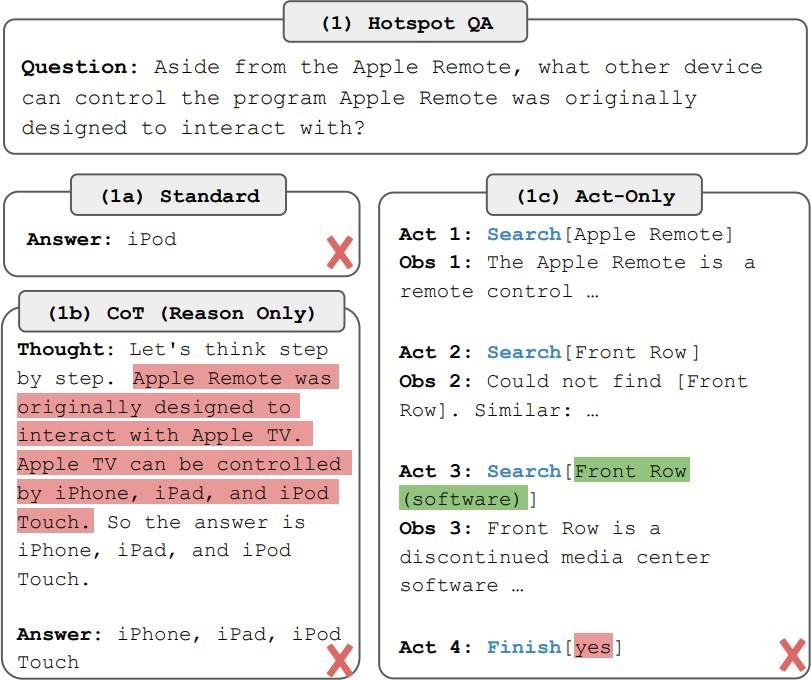 (1) Hotspot QA
Question: Aside from the Apple Remote, what other device
can control the program Apple Remote was originally
designed to interact with?
(1a) Standard
Answer: iPod
(1b) CoT (Reason Only)
Thought: Let's think step
by step. Apple Remote was
originally designed to
interact with Apple TV.
Apple TV can be controlled
by iPhone, iPad, and iPod
Touch. So the answer is
iPhone, iPad, and iPod
Touch.
Answer: iPhone, iPad, iPod
Touch
(1c) Act-Only
Act 1: Search[Apple Remote]
Obs 1: The Apple Remote is a
remote control …
Act 2: Search[Front Row]
Obs 2: Could not find [Front
Row]. Similar: …
Act 3: Search[Front Row
(software)]
Obs 3: Front Row is a
discontinued media center
software …
Act 4: Finish[yes]